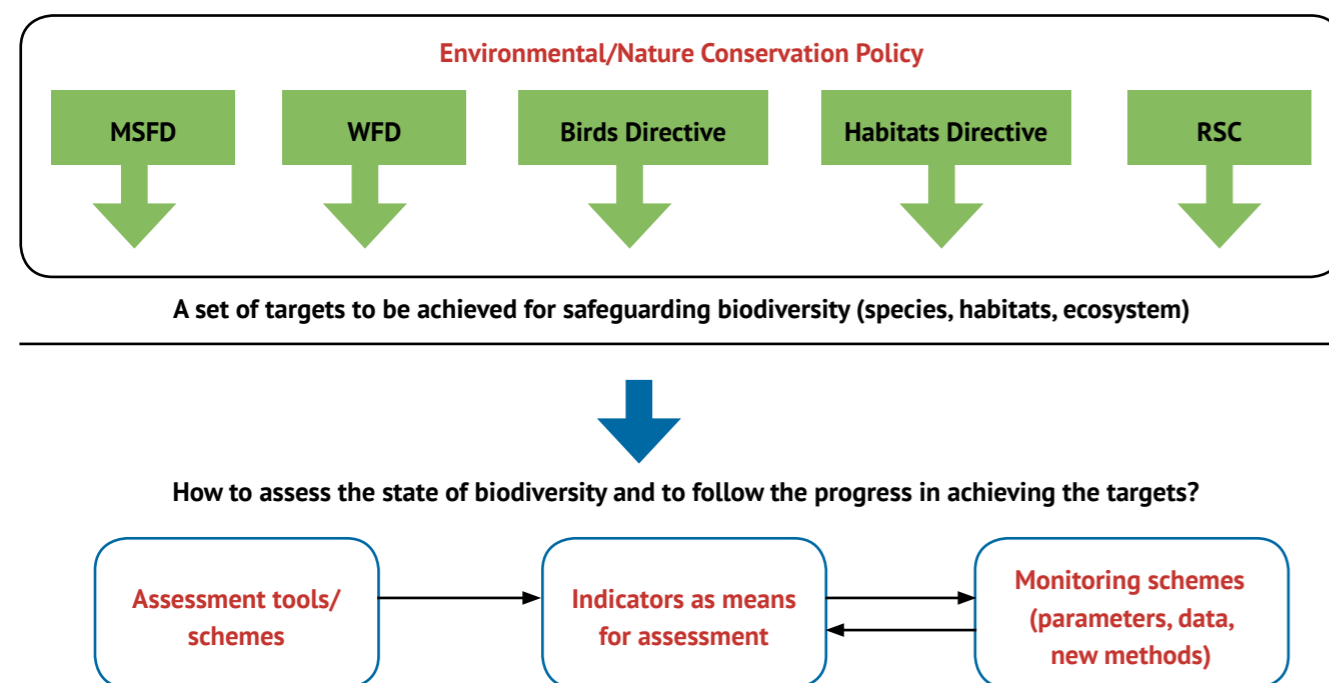 Environmental/Nature Conservation Policy
MSFD
WFD
Birds Directive
Habitats Directive
RSC
A set of targets to be achieved for safeguarding biodiversity (species, habitats, ecosystem)
How to assess the state of biodiversity and to follow the progress in achieving the targets?
Assessment tools/
schemes
Indicators as means
for assessment
Monitoring schemes
(parameters, data,
new methods)